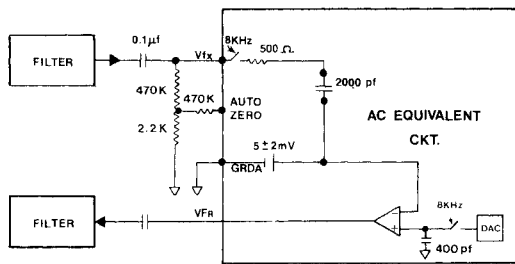 FILTER
0.1µf
Vfx
8KHz
500 Ω.
470K
470K
AUTO
ZERO
2.2K
2000 pf
AC EQUIVALENT
CKT.
5 ± 2mV
GRDA
FILTER
VFR
8KHz
DAC
400 pf